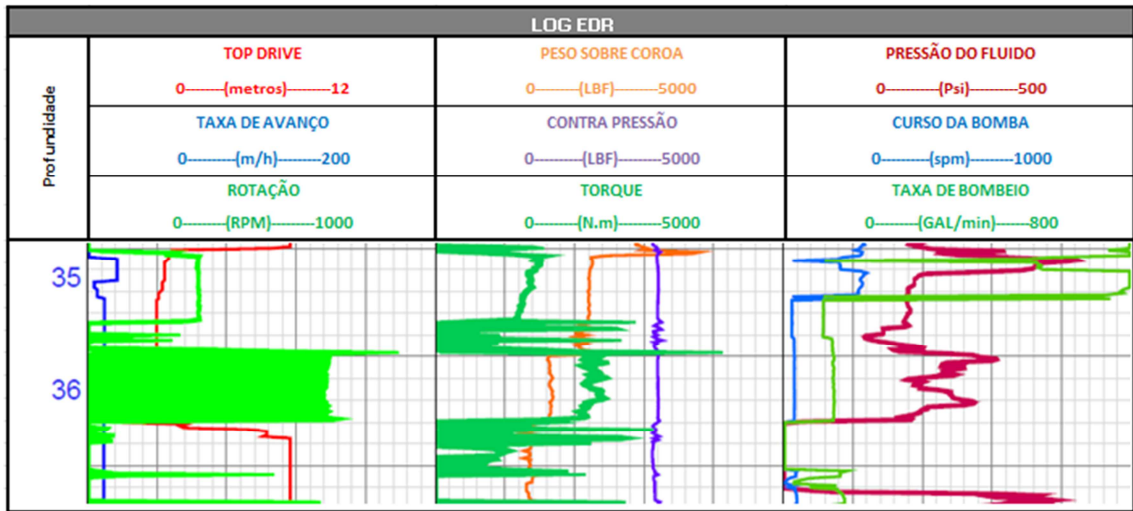 LOG EDR
Profundidade
TOP DRIVE
0--------(metros)---------12
PESO SOBRE COROA
0----------(LBF)---------5000
PRESSÃO DO FLUIDO
0-----------(Psi)----------500
TAXA DE AVANÇO
0----------(m/h)---------200
CONTRA PRESSÃO
0----------(LBF)---------5000
CURSO DA BOMBA
0----------(spm)---------1000
ROTAÇÃO
0---------(RPM)---------1000
TORQUE
0---------(N.m)---------5000
TAXA DE BOMBEIO
0--------(GAL/min)------800
35
36